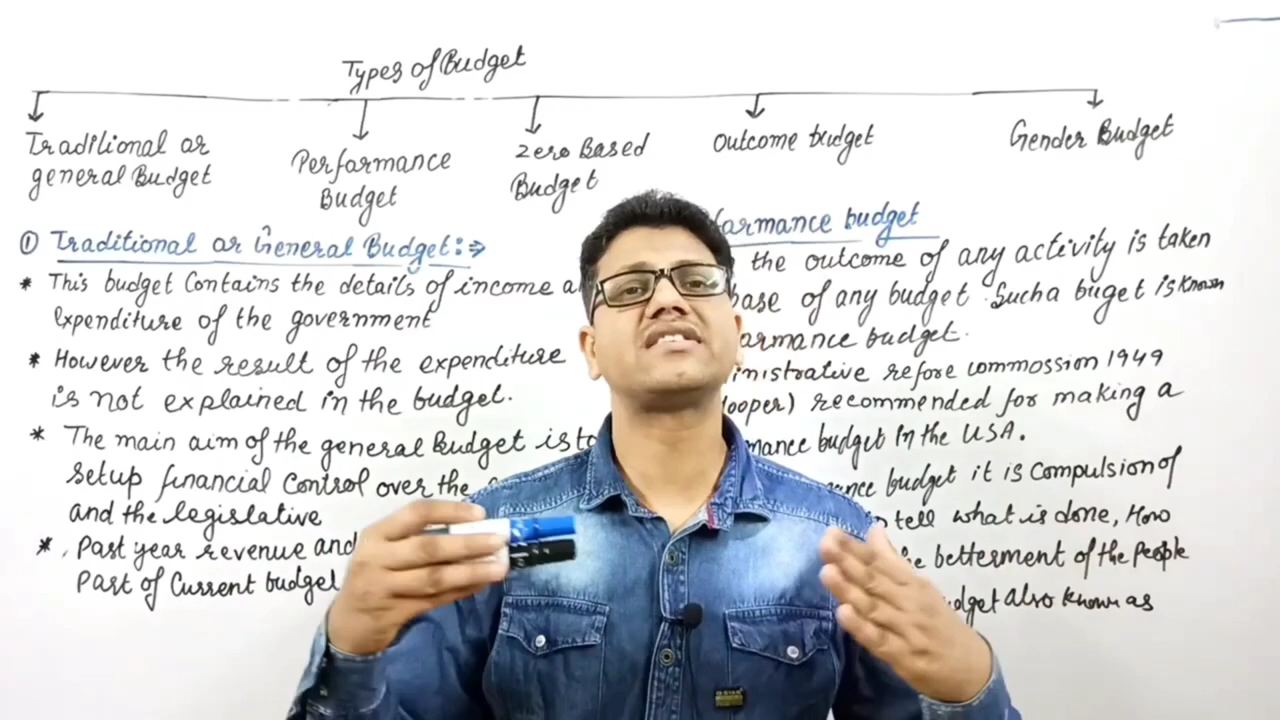 Types of Budget
Traditional or
general Budget
Performance
Budget
Zero Based
Budget
Outcome budget
Gender Budget
① Traditional or General Budget:⇒
* This budget Contains the details of income
Expenditure of the government
* However the result of the expenditure
is not explained in the budget.
* The main aim of the general Budget is to
setup financial Control over the
and the legislative
* Past year revenue and
Part of Current budget
formance budget
the outcome of any activity is taken
base of any budget. Such a buget is known
formance budget.
ministrative refore commossion 1949
Hooper) recommended for making a
mance budget in the USA.
mance budget it is Compulsion of
tell what is done, How
the betterment of the People
budget also known as